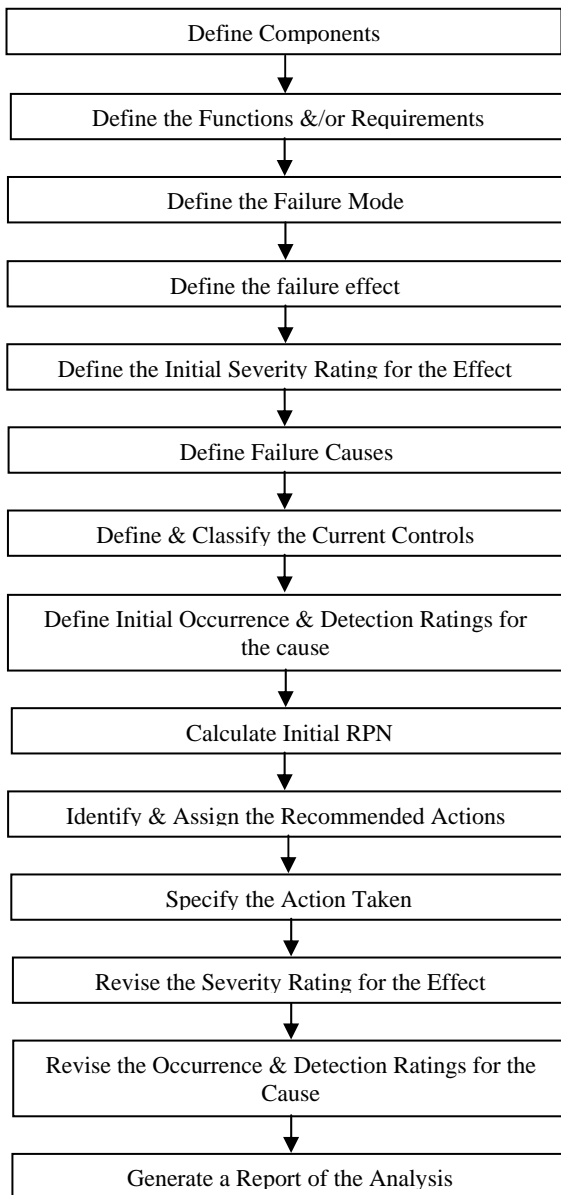 Define Components
Define the Functions &/or Requirements
Define the Failure Mode
Define the failure effect
Define the Initial Severity Rating for the Effect
Define Failure Causes
Define & Classify the Current Controls
Define Initial Occurrence & Detection Ratings for
the cause
Calculate Initial RPN
Identify & Assign the Recommended Actions
Specify the Action Taken
Revise the Severity Rating for the Effect
Revise the Occurrence & Detection Ratings for the
Cause
Generate a Report of the Analysis